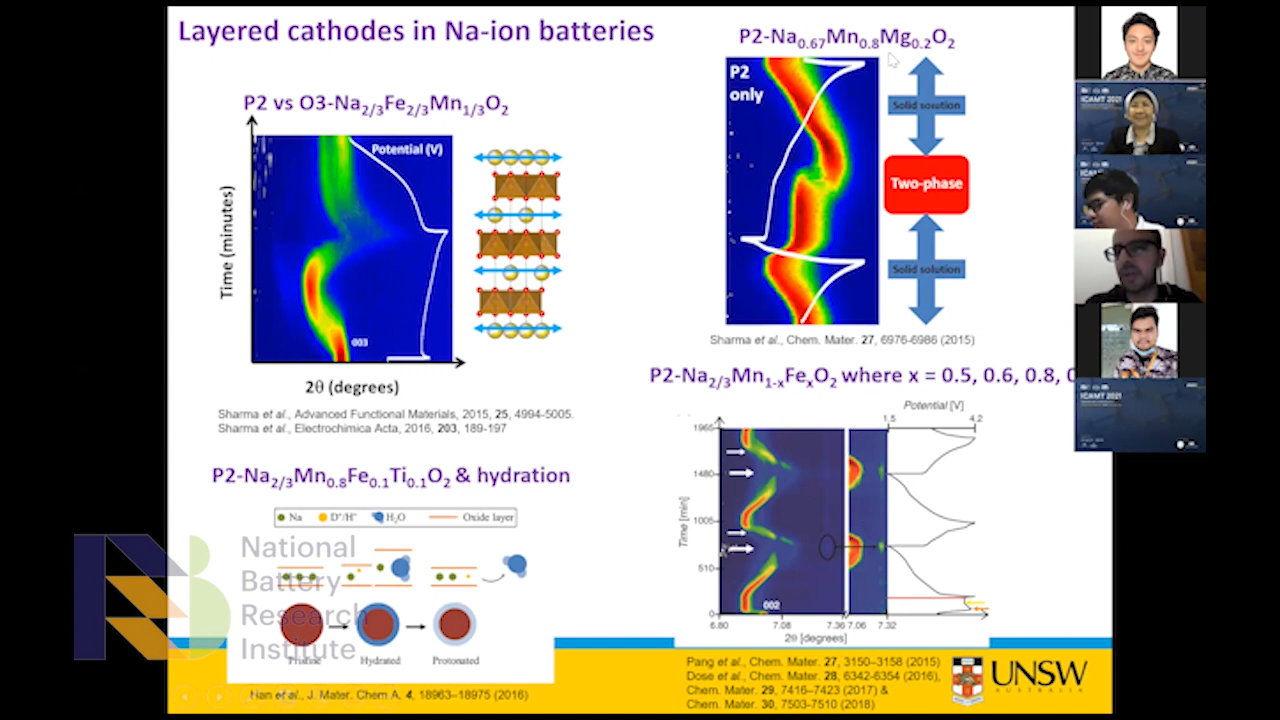 Layered cathodes in Na-ion batteries
P2 vs O3-Na2/3Fe2/3Mn1/3O2
Potential (V)
Time (minutes)
003
2θ (degrees)
Sharma et al., Advanced Functional Materials, 2015, 25, 4994-5005.
Sharma et al., Electrochimica Acta, 2016, 203, 189-197
P2-Na0.67Mn0.8Mg0.2O2
P2
only
Solid soution
Two-phase
Solid solution
Sharma et al., Chem. Mater. 27, 6976-6986 (2015)
P2-Na2/3Mn0.8Fe0.1Ti0.1O2 & hydration
Na D+/H+ H2O Oxide layer
Pristine Hydrated Protonated
Han et al., J. Mater. Chem A. 4, 18963–18975 (2016)
P2-Na2/3Mn1-xFexO2 where x = 0.5, 0.6, 0.8,
Potential [V]
1.5 4.2
1965
1480
1005
510
0
Time [min]
002
6.80 7.08 7.36 7.06 7.32
2θ [degrees]
Pang et al., Chem. Mater. 27, 3150–3158 (2015)
Dose et al., Chem. Mater. 28, 6342-6354 (2016),
Chem. Mater. 29, 7416–7423 (2017) &
Chem. Mater. 30, 7503-7510 (2018)
UNSW
AUSTRALIA
National
Battery
Research
Institute
ICAMT 2021
ICAMT 2021